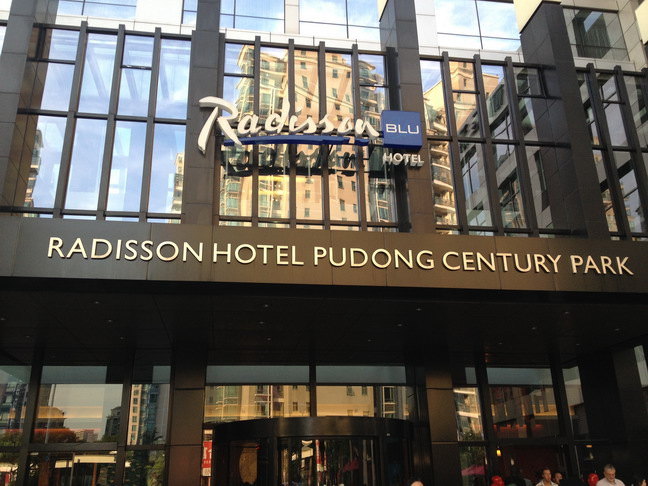 Radisson BLU
HOTEL
RADISSON HOTEL PUDONG CENTURY PARK